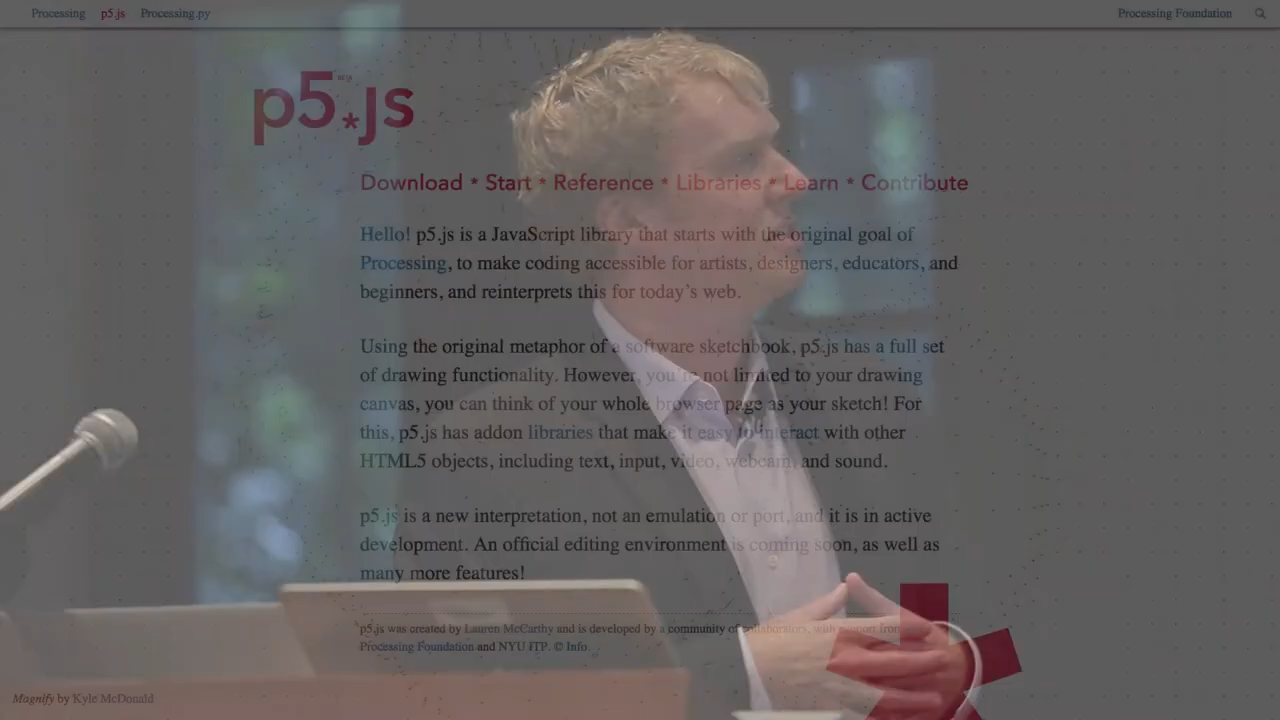 Processing p5.js Processing.py Processing Foundation
p5.js
Download * Start * Reference * Libraries * Learn * Contribute
Hello! p5.js is a JavaScript library that starts with the original goal of
Processing, to make coding accessible for artists, designers, educators, and
beginners, and reinterprets this for today's web.
Using the original metaphor of a software sketchbook, p5.js has a full set
of drawing functionality. However, you're not limited to your drawing
canvas, you can think of your whole browser page as your sketch! For
this, p5.js has addon libraries that make it easy to interact with other
HTML5 objects, including text, input, video, webcam, and sound.
p5.js is a new interpretation, not an emulation or port, and it is in active
development. An official editing environment is coming soon, as well as
many more features!
p5.js was created by Lauren McCarthy and is developed by a community of collaborators, with support from
Processing Foundation and NYU ITP. © Info.
Magnify by Kyle McDonald